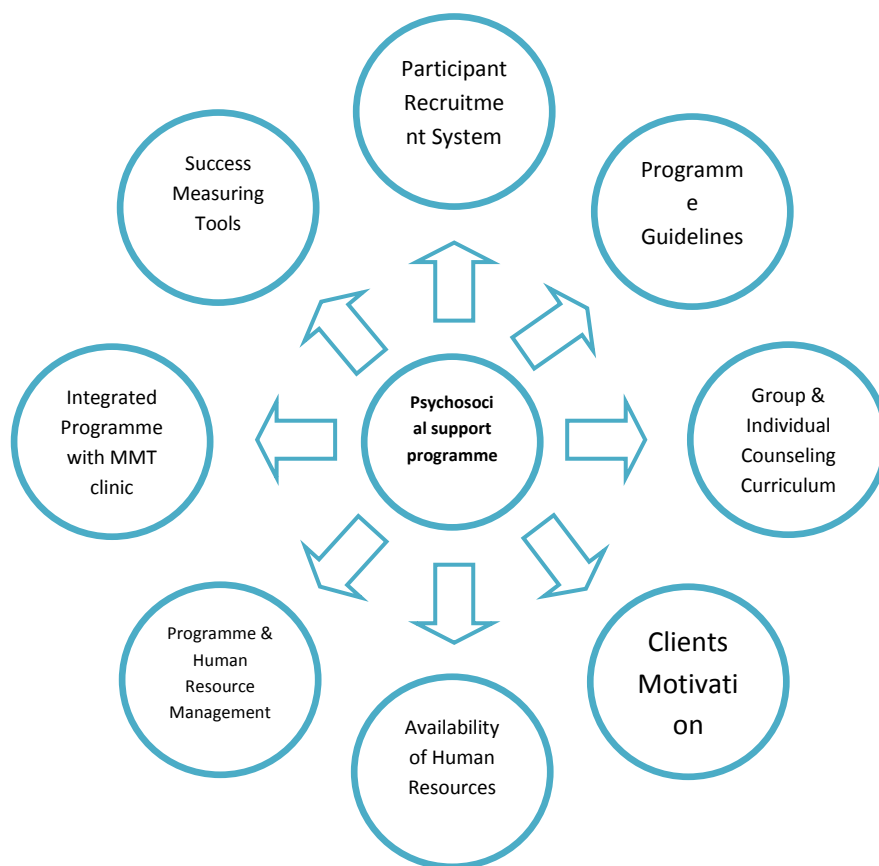 Participant
Recruitme
nt System
Success
Measuring
Tools
Programm
e
Guidelines
Integrated
Programme
with MMT
clinic
Psychosoci
al support
programme
Group &
Individual
Counseling
Curriculum
Programme &
Human
Resource
Management
Availability
of Human
Resources
Clients
Motivati
on